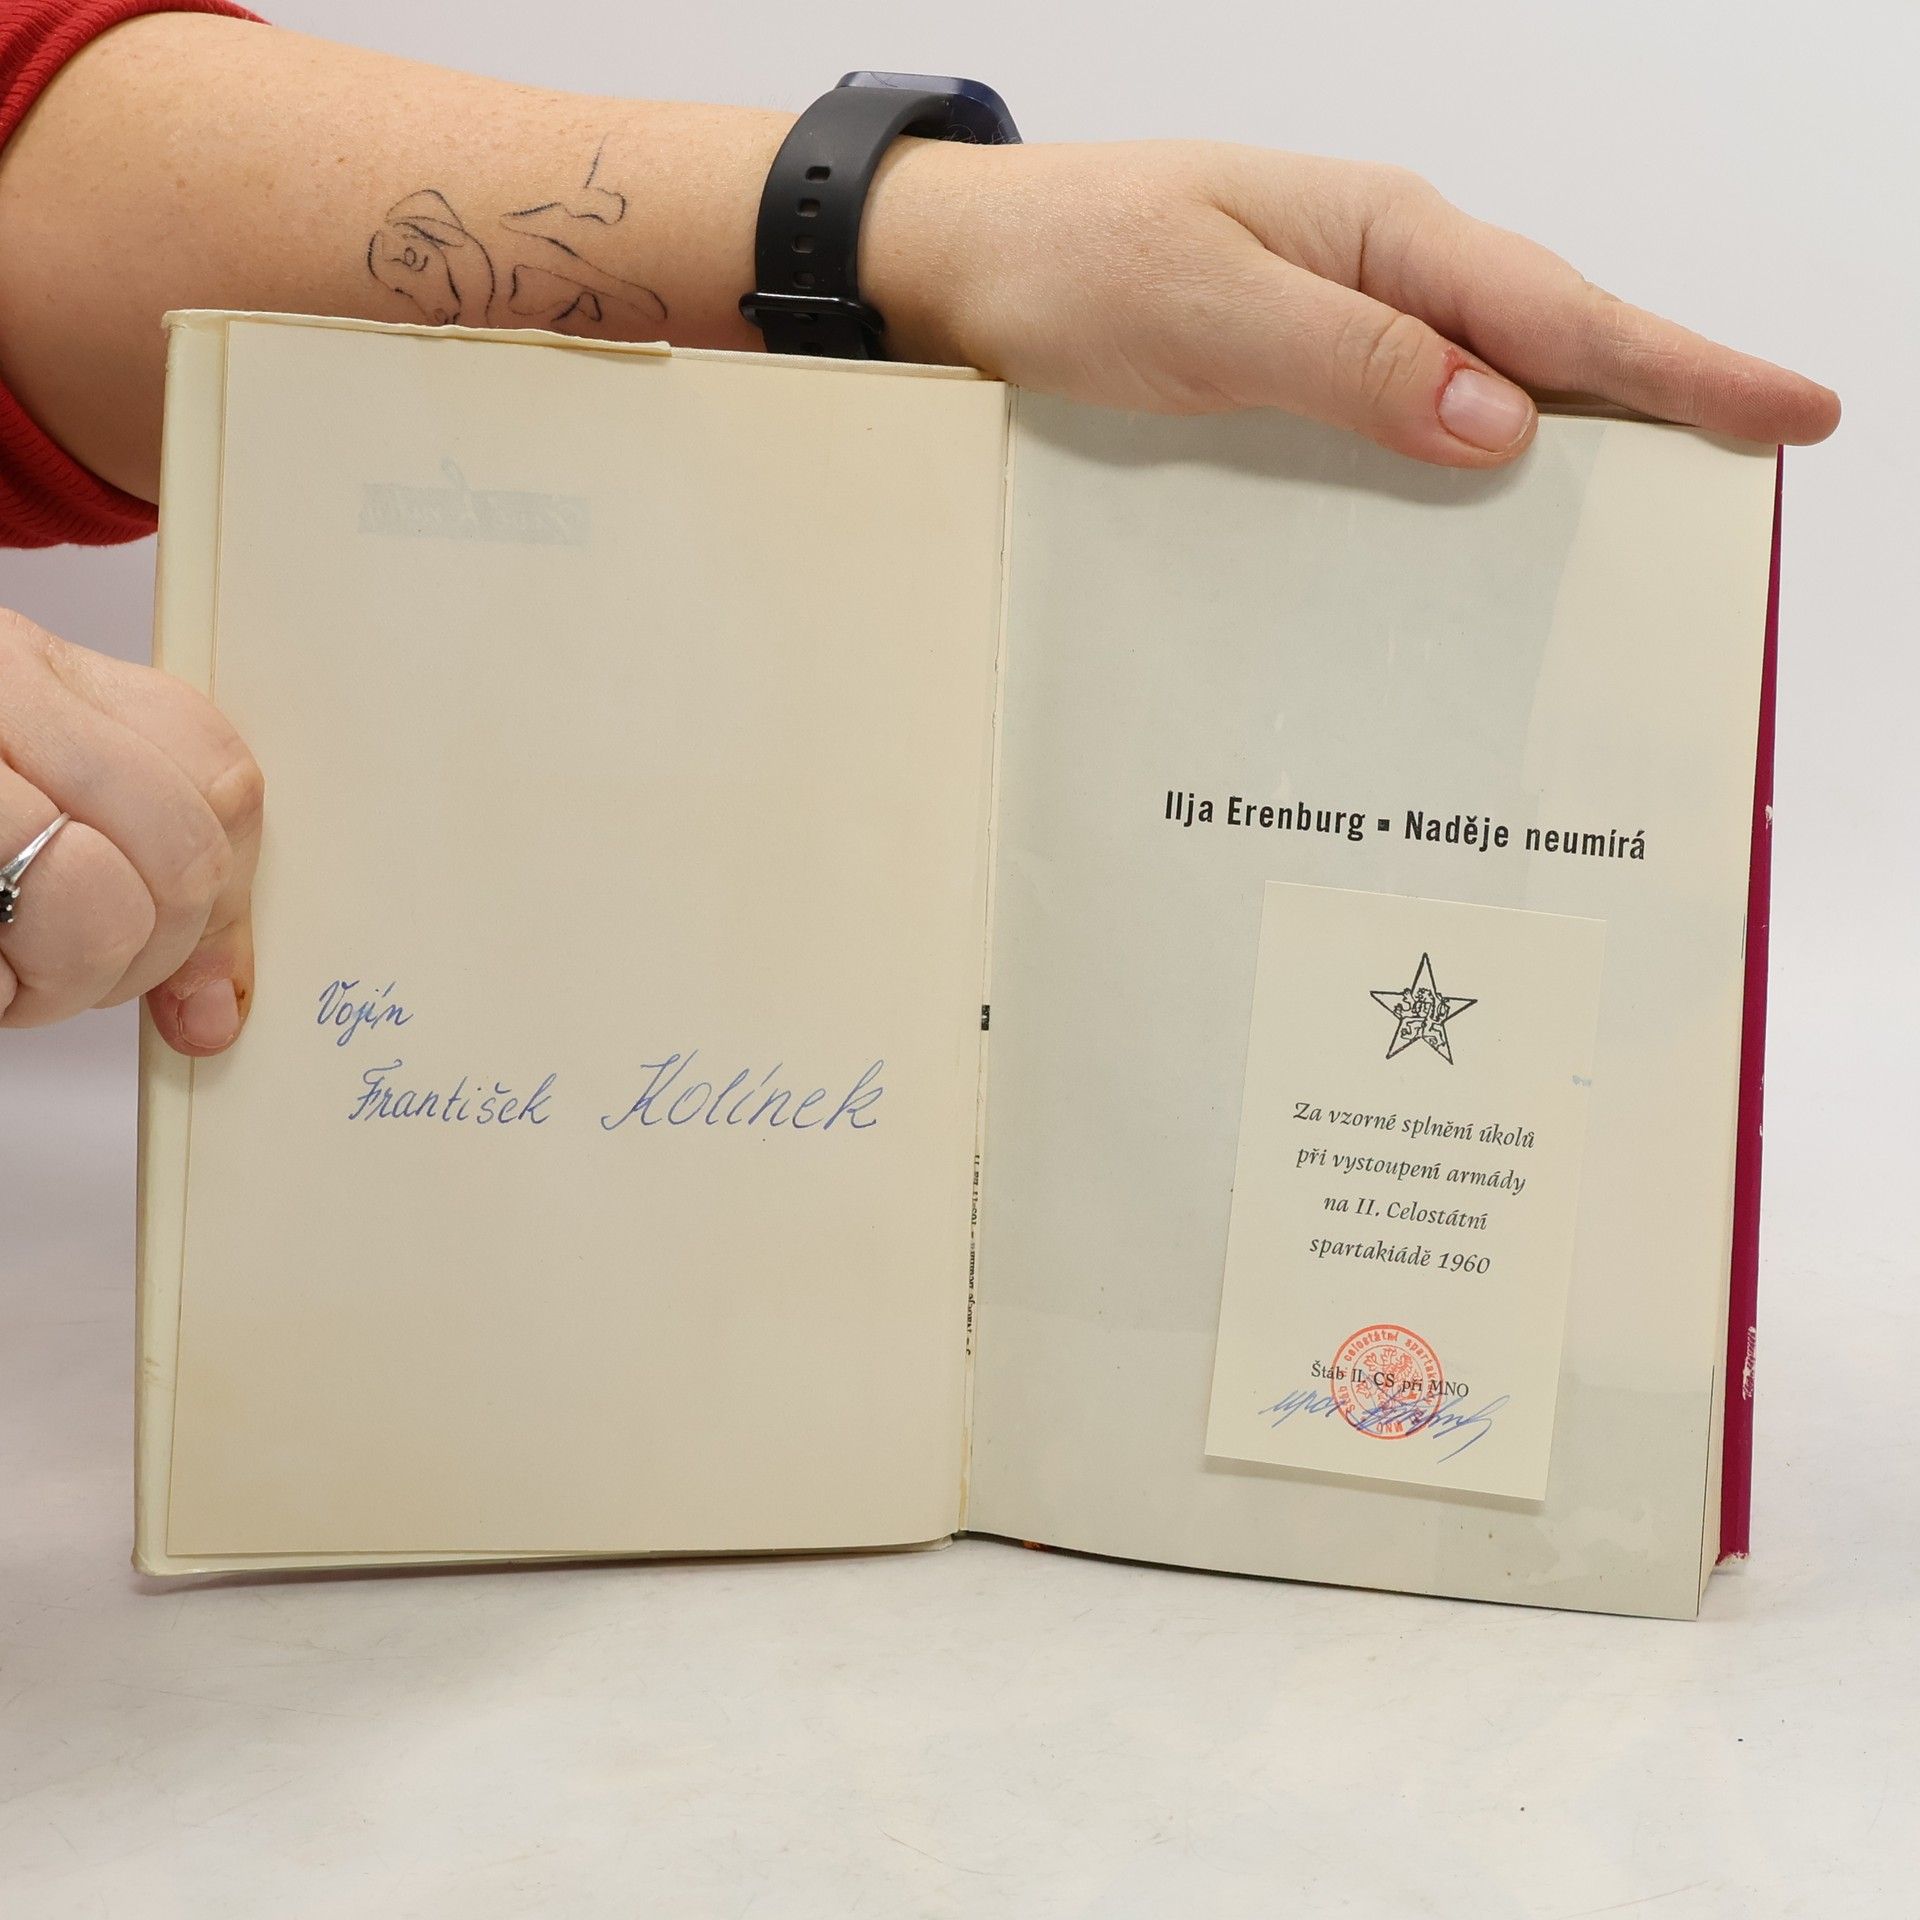 Vojín
František Kolínek
Ilja Erenburg ▪ Naděje neumírá
Za vzorné splnění úkolů
při vystoupení armády
na II. Celostátní
spartakiádě 1960
Štáb II. CS při MNO